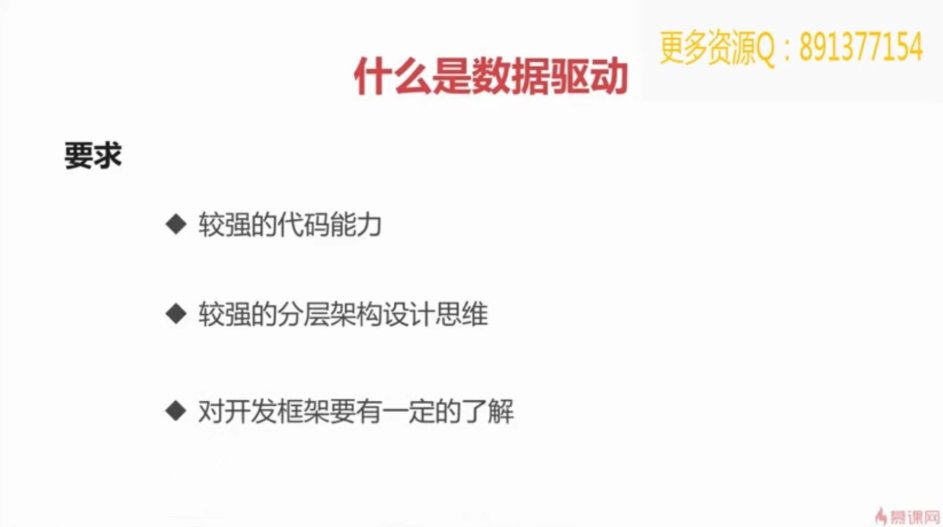 更多资源Q：891377154
什么是数据驱动
要求
◆ 较强的代码能力
◆ 较强的分层架构设计思维
◆ 对开发框架要有一定的了解
慕课网